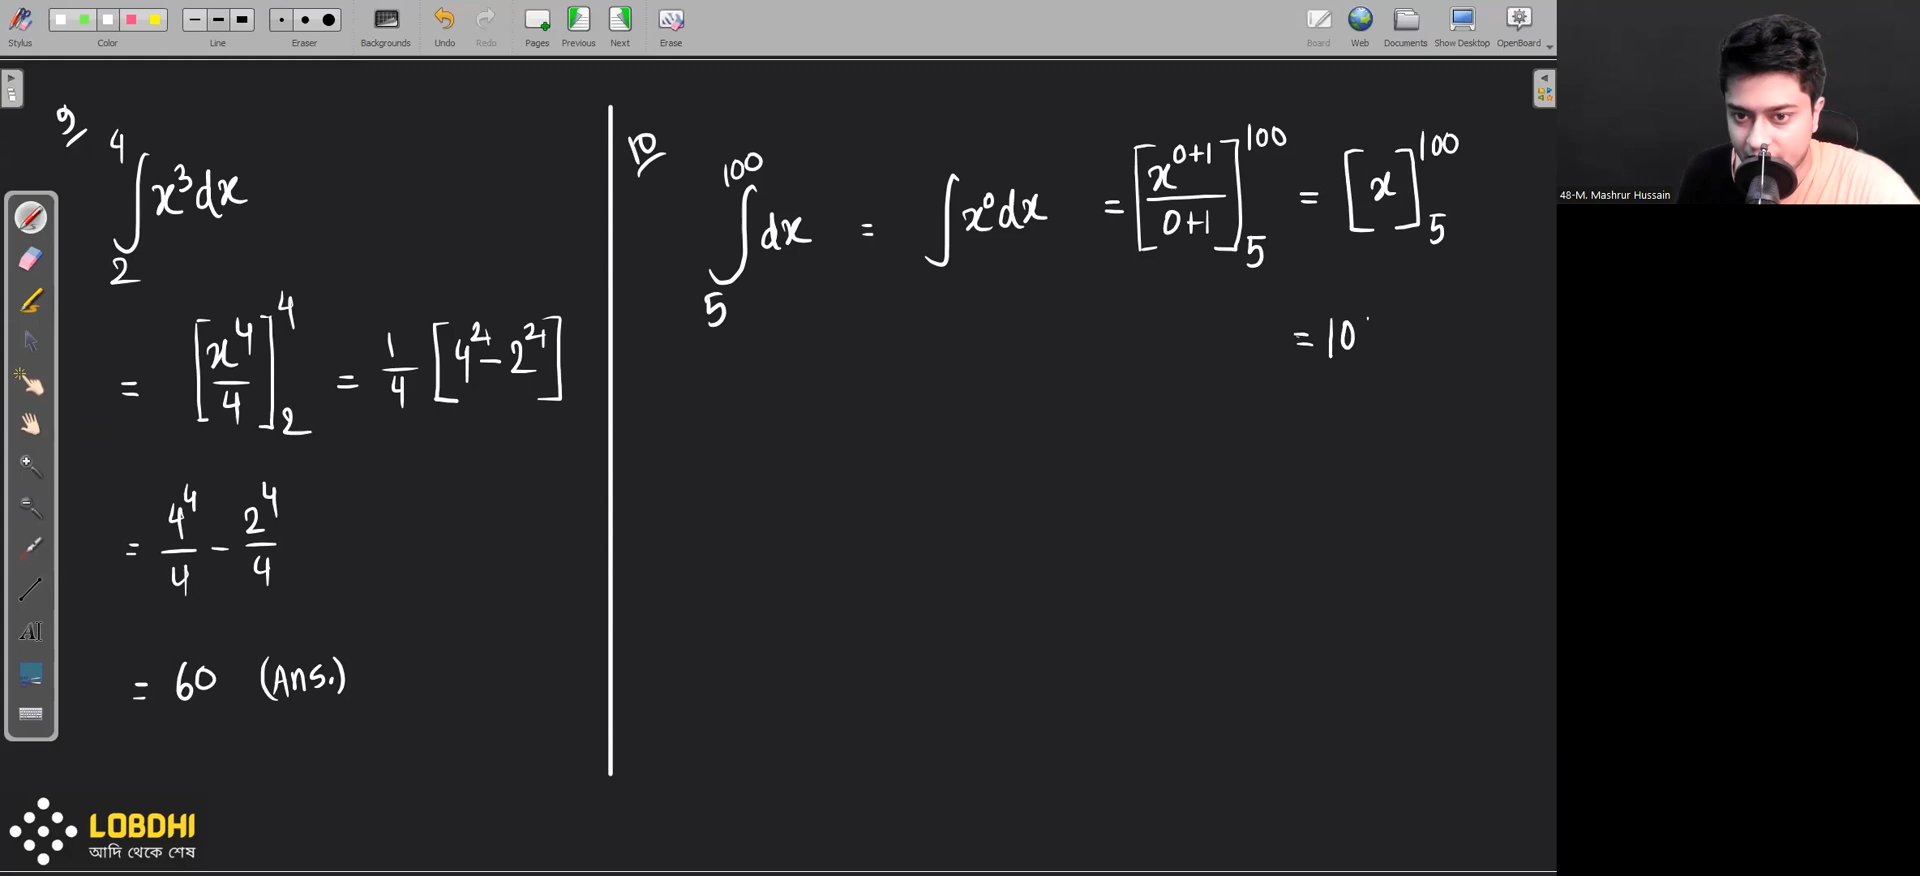 Stylus
Color
Line
Eraser
Backgrounds
Undo
Redo
Pages
Previous
Next
Erase
Board
Web
Documents
Show Desktop
OpenBoard
48-M. Mashrur Hussain
9/
∫₂⁴ x³dx
= [x⁴/4]₂⁴ = 1/4 [4⁴ − 2⁴]
= 4⁴/4 − 2⁴/4
= 60 (Ans.)
10
∫₅¹⁰⁰ dx = ∫ x⁰dx = [x⁰⁺¹/0+1]₅¹⁰⁰ = [x]₅¹⁰⁰
= 10
AI
LOBDHI
আদি থেকে শেষ